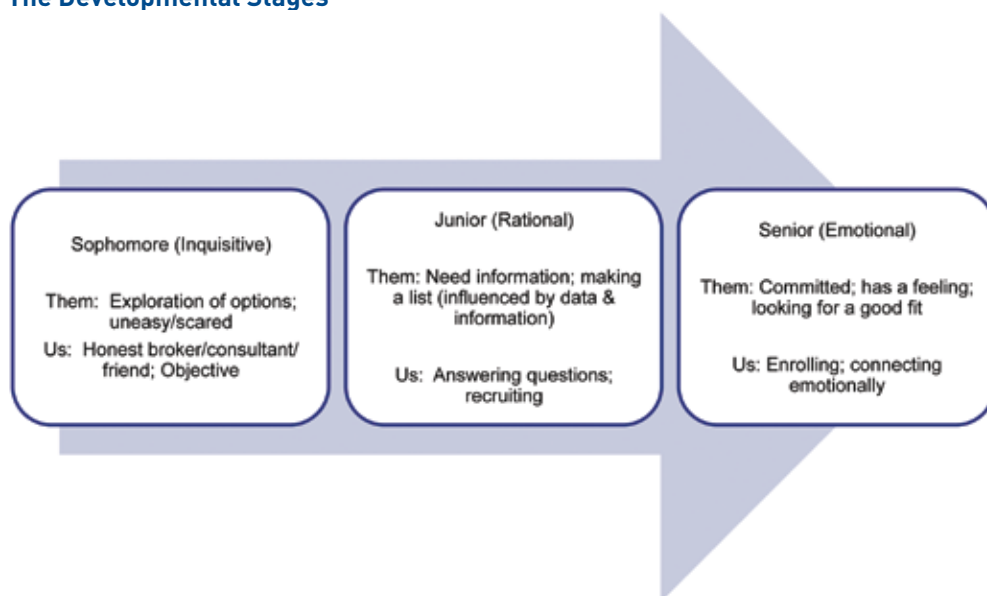 The Developmental Stages
Sophomore (Inquisitive)
Them: Exploration of options;
uneasy/scared
Us: Honest broker/consultant/
friend; Objective
Junior (Rational)
Them: Need information; making
a list (influenced by data &
information)
Us: Answering questions;
recruiting
Senior (Emotional)
Them: Committed; has a feeling;
looking for a good fit
Us: Enrolling; connecting
emotionally